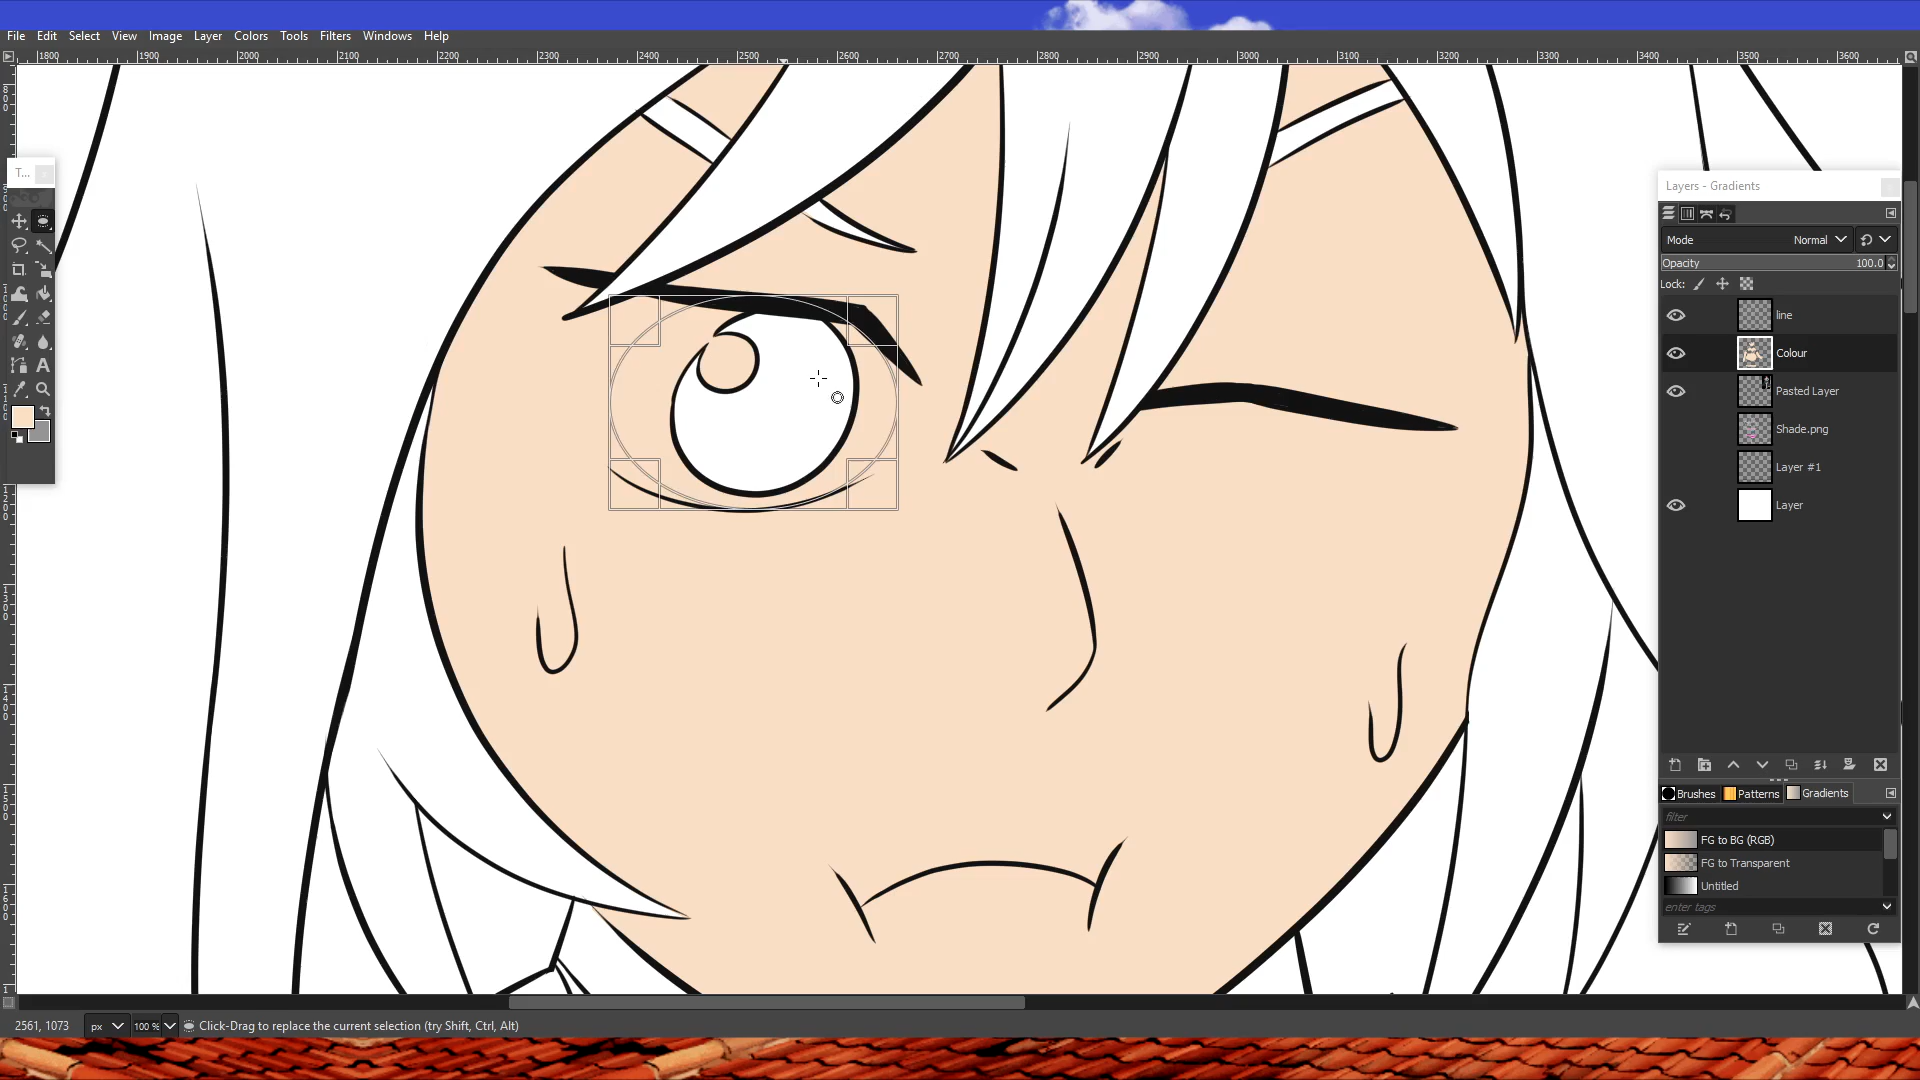 File Edit Select View Image Layer Colors Tools Filters Windows Help
1800 1900 2000 2100 2200 2300 2400 2500 2600 2700 2800 2900 3000 3100 3200 3300 3400 3500 3600
T...
Layers - Gradients
Mode Normal
Opacity 100.0
Lock:
line
Colour
Pasted Layer
Shade.png
Layer #1
Layer
Brushes Patterns Gradients
filter
FG to BG (RGB)
FG to Transparent
Untitled
enter tags
2561, 1073 px 100 % Click-Drag to replace the current selection (try Shift, Ctrl, Alt)